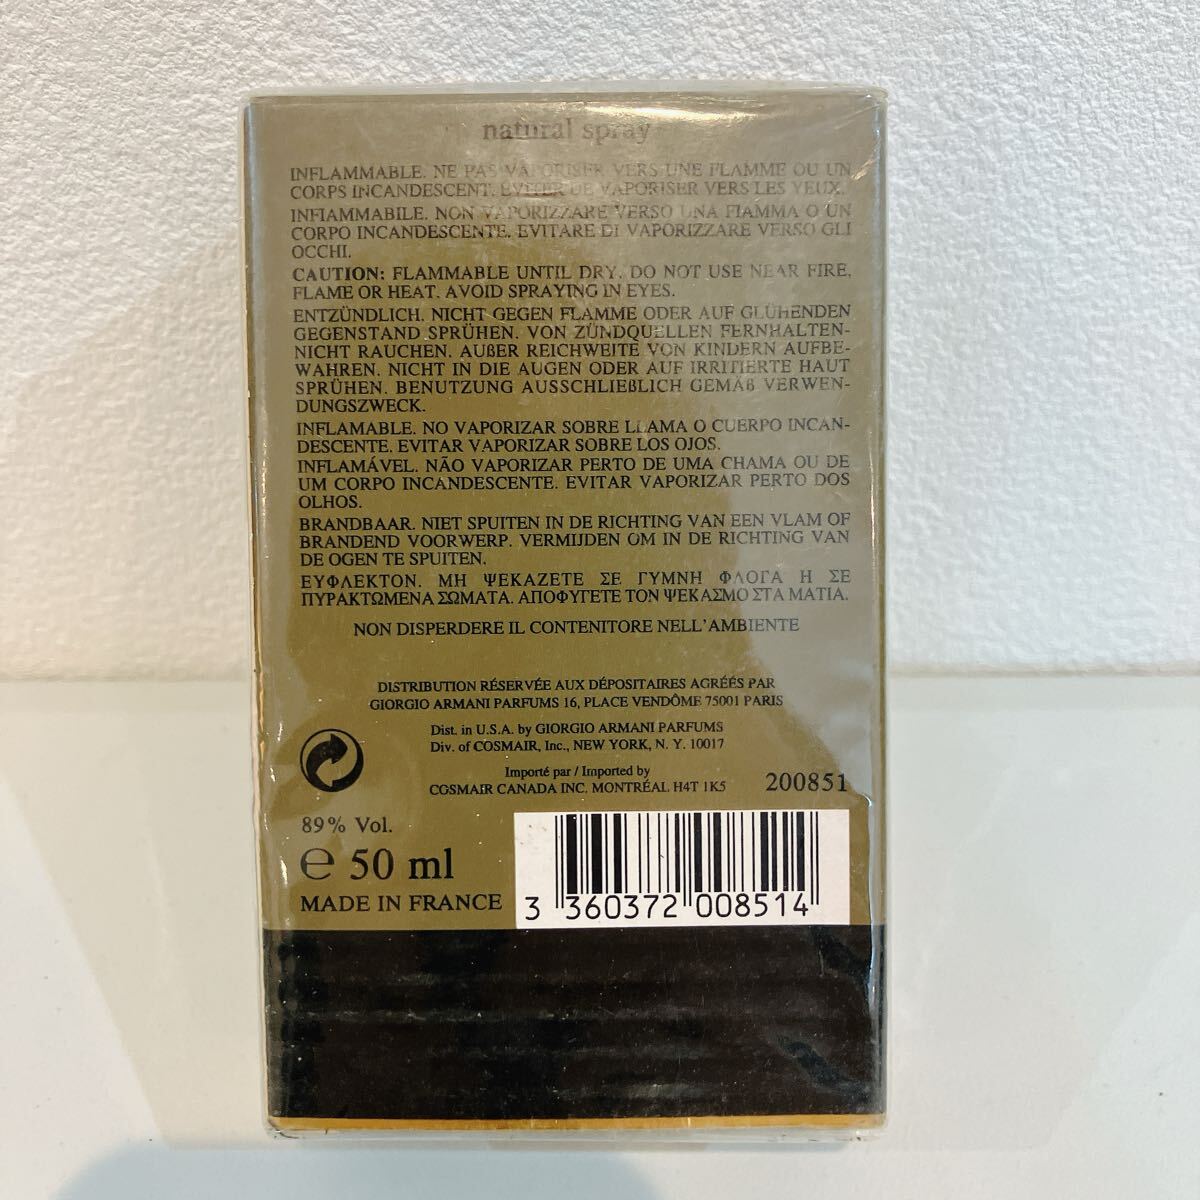 natural spray
INFLAMMABLE. NE PAS VAPORISER VERS UNE FLAMME OU UN
CORPS INCANDESCENT. EVITER DE VAPORISER VERS LES YEUX.
INFIAMMABILE. NON VAPORIZZARE VERSO UNA FIAMMA O UN
CORPO INCANDESCENTE. EVITARE DI VAPORIZZARE VERSO GLI
OCCHI.
CAUTION: FLAMMABLE UNTIL DRY. DO NOT USE NEAR FIRE,
FLAME OR HEAT. AVOID SPRAYING IN EYES.
ENTZÜNDLICH. NICHT GEGEN FLAMME ODER AUF GLÜHENDEN
GEGENSTAND SPRÜHEN. VON ZÜNDQUELLEN FERNHALTEN-
NICHT RAUCHEN. AUßER REICHWEITE VON KINDERN AUFBE-
WAHREN. NICHT IN DIE AUGEN ODER AUF IRRITIERTE HAUT
SPRÜHEN. BENUTZUNG AUSSCHLIEßLICH GEMÄß VERWEN-
DUNGSZWECK.
INFLAMABLE. NO VAPORIZAR SOBRE LLAMA O CUERPO INCAN-
DESCENTE. EVITAR VAPORIZAR SOBRE LOS OJOS.
INFLAMÁVEL. NÃO VAPORIZAR PERTO DE UMA CHAMA OU DE
UM CORPO INCANDESCENTE. EVITAR VAPORIZAR PERTO DOS
OLHOS.
BRANDBAAR. NIET SPUITEN IN DE RICHTING VAN EEN VLAM OF
BRANDEND VOORWERP. VERMIJDEN OM IN DE RICHTING VAN
DE OGEN TE SPUITEN.
ΕΥΦΛΕΚΤΟΝ. ΜΗ ΨΕΚΑΖΕΤΕ ΣΕ ΓΥΜΝΗ ΦΛΟΓΑ Η ΣΕ
ΠΥΡΑΚΤΩΜΕΝΑ ΣΩΜΑΤΑ. ΑΠΟΦΥΓΕΤΕ ΤΟΝ ΨΕΚΑΣΜΟ ΣΤΑ ΜΑΤΙΑ.
NON DISPERDERE IL CONTENITORE NELL'AMBIENTE
DISTRIBUTION RÉSERVÉE AUX DÉPOSITAIRES AGRÉÉS PAR
GIORGIO ARMANI PARFUMS 16, PLACE VENDÔME 75001 PARIS
Dist. in U.S.A. by GIORGIO ARMANI PARFUMS
Div. of COSMAIR, Inc., NEW YORK, N. Y. 10017
Importé par / Imported by
COSMAIR CANADA INC. MONTRÉAL H4T 1K5
200851
89% Vol.
℮ 50 ml
MADE IN FRANCE
3 360372 008514